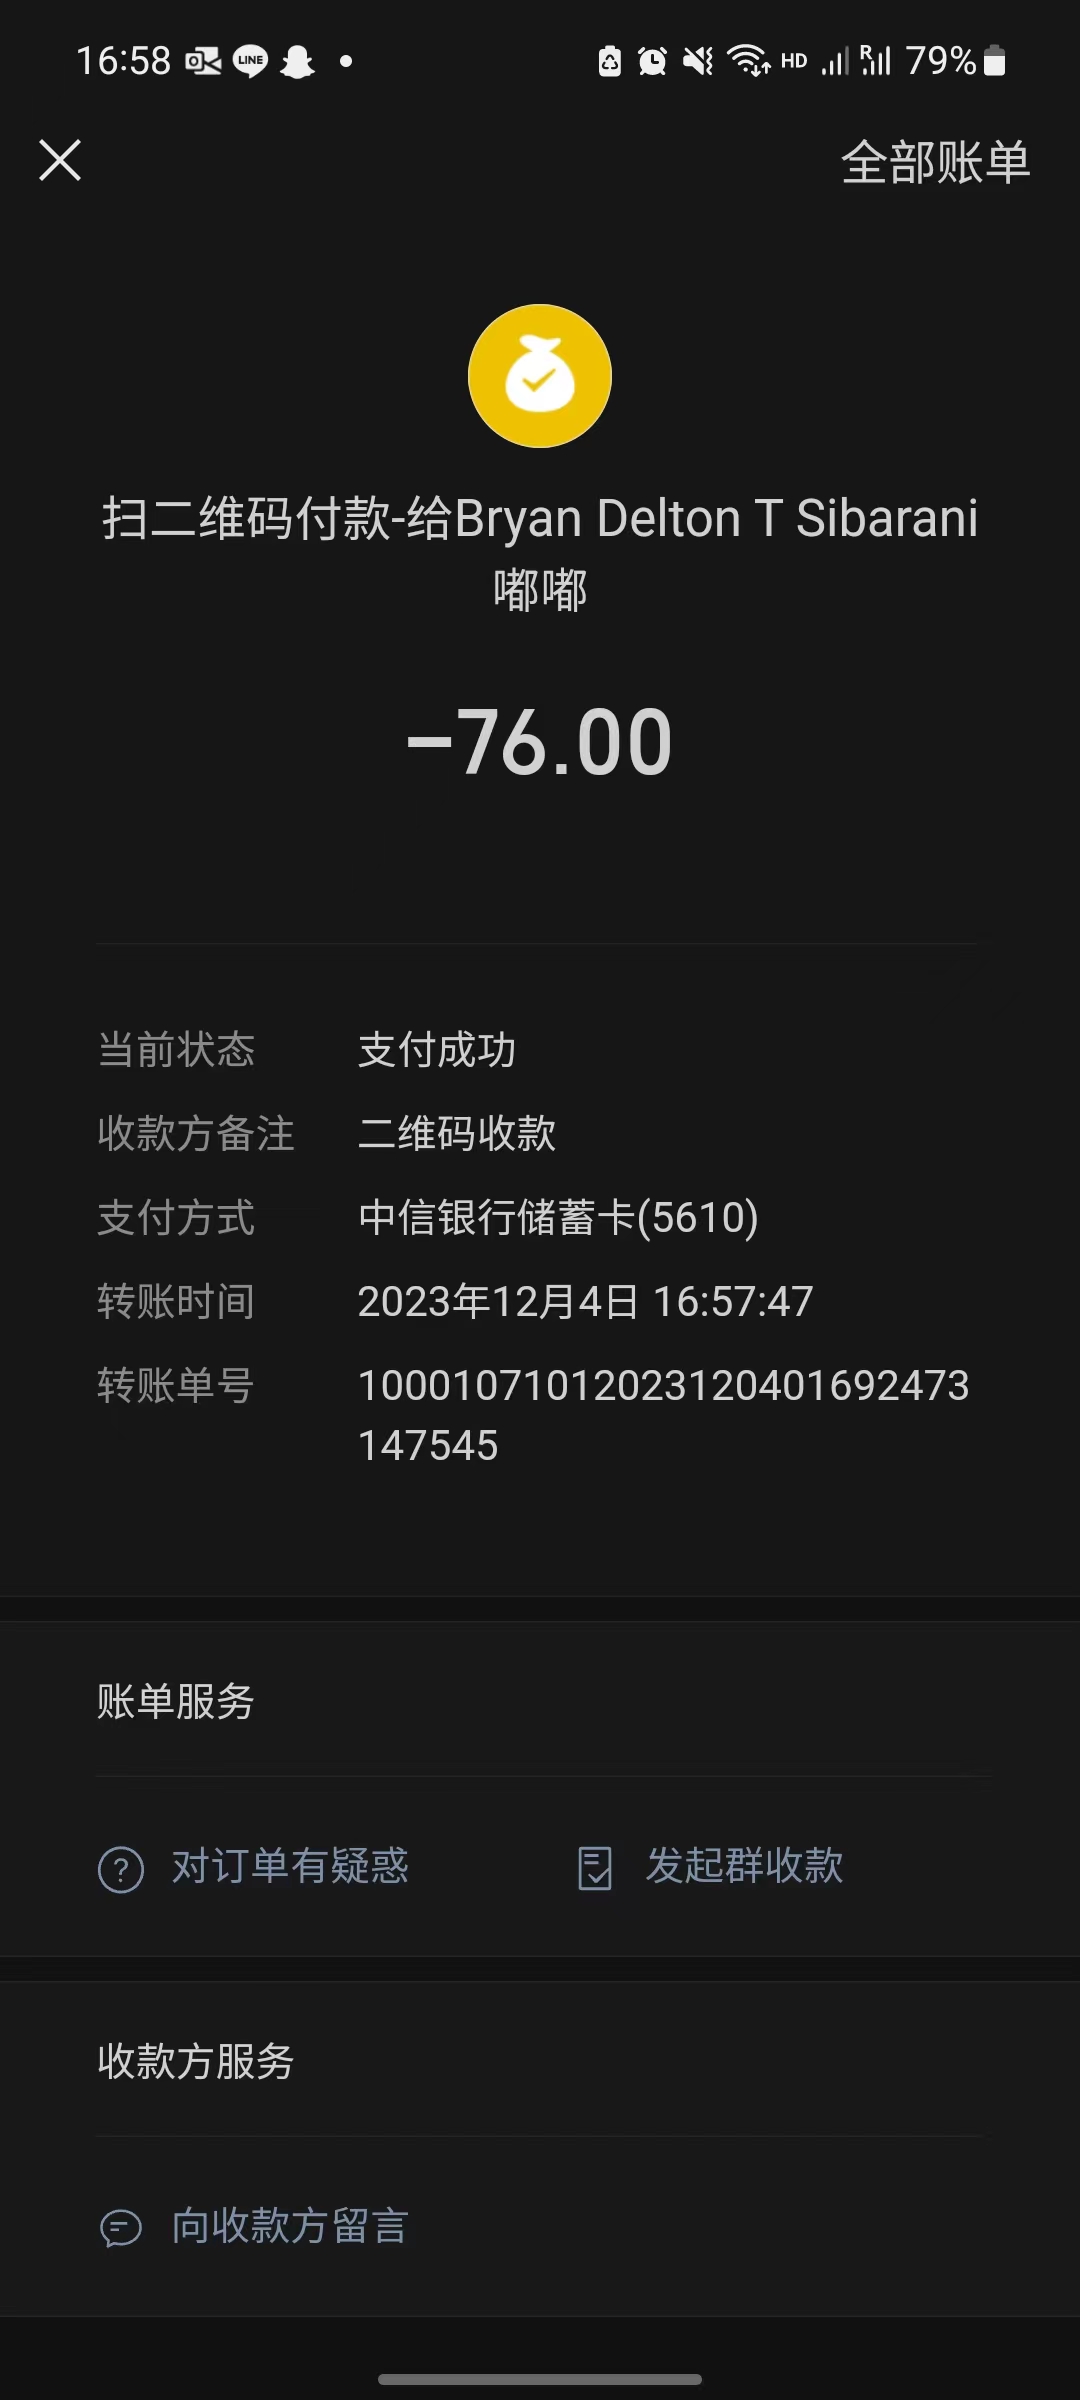 16:58 LINE HD R 79%
全部账单
扫二维码付款-给Bryan Delton T Sibarani
嘟嘟
-76.00
当前状态 支付成功
收款方备注 二维码收款
支付方式 中信银行储蓄卡(5610)
转账时间 2023年12月4日 16:57:47
转账单号 1000107101202312040169247​3
147545
账单服务
对订单有疑惑 发起群收款
收款方服务
向收款方留言